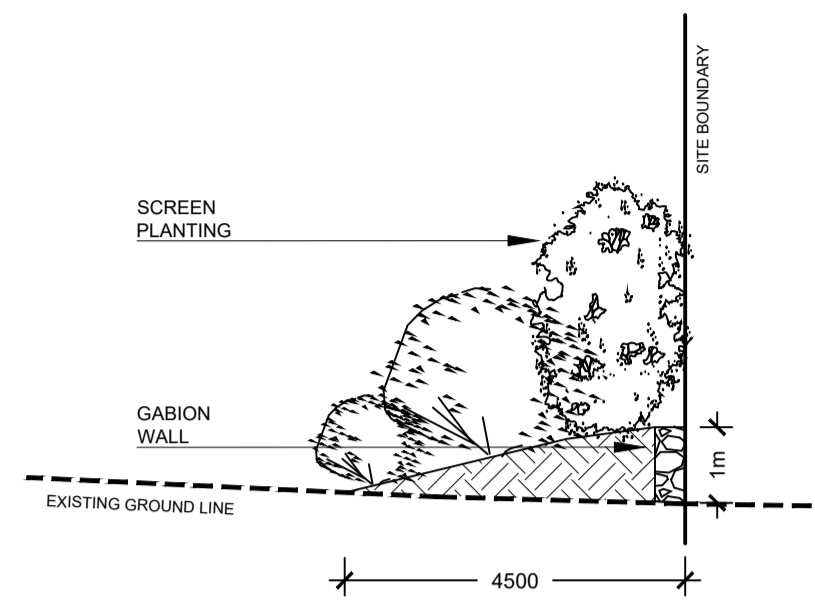 SITE BOUNDARY
SCREEN
PLANTING
GABION
WALL
1m
EXISTING GROUND LINE
4500